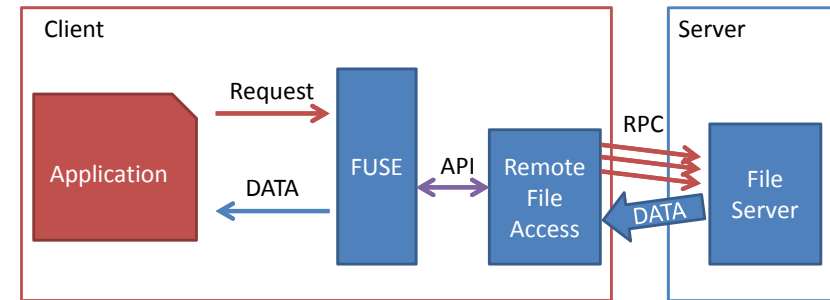 Client
Server
Request
RPC
Application
FUSE
API
Remote
File
Access
DATA
DATA
File
Server